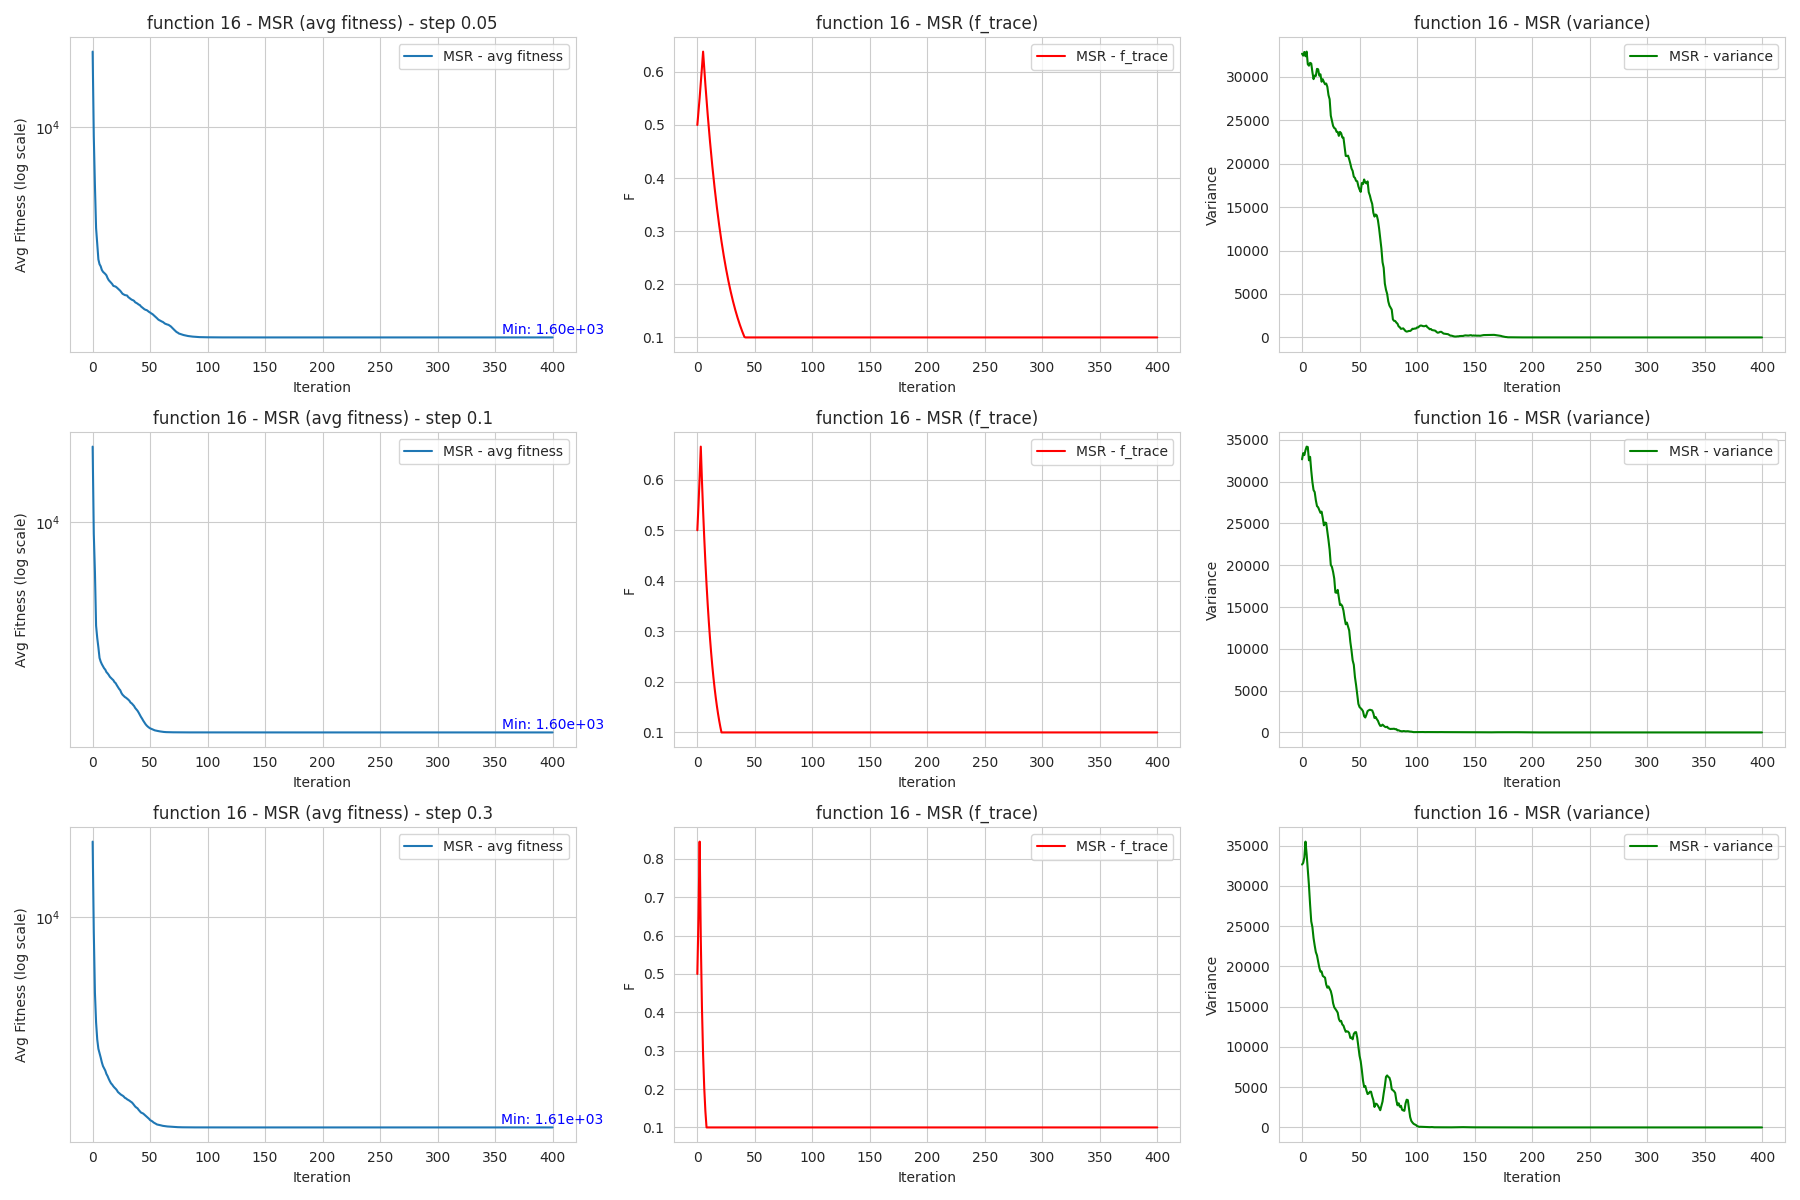 function 16 - MSR (avg fitness) - step 0.05
MSR - avg fitness
Avg Fitness (log scale)
10^4
Min: 1.60e+03
0 50 100 150 200 250 300 350 400
Iteration
function 16 - MSR (f_trace)
MSR - f_trace
F
0.6
0.5
0.4
0.3
0.2
0.1
0 50 100 150 200 250 300 350 400
Iteration
function 16 - MSR (variance)
MSR - variance
Variance
30000
25000
20000
15000
10000
5000
0
0 50 100 150 200 250 300 350 400
Iteration
function 16 - MSR (avg fitness) - step 0.1
MSR - avg fitness
Avg Fitness (log scale)
10^4
Min: 1.60e+03
0 50 100 150 200 250 300 350 400
Iteration
function 16 - MSR (f_trace)
MSR - f_trace
F
0.6
0.5
0.4
0.3
0.2
0.1
0 50 100 150 200 250 300 350 400
Iteration
function 16 - MSR (variance)
MSR - variance
Variance
35000
30000
25000
20000
15000
10000
5000
0
0 50 100 150 200 250 300 350 400
Iteration
function 16 - MSR (avg fitness) - step 0.3
MSR - avg fitness
Avg Fitness (log scale)
10^4
Min: 1.61e+03
0 50 100 150 200 250 300 350 400
Iteration
function 16 - MSR (f_trace)
MSR - f_trace
F
0.8
0.7
0.6
0.5
0.4
0.3
0.2
0.1
0 50 100 150 200 250 300 350 400
Iteration
function 16 - MSR (variance)
MSR - variance
Variance
35000
30000
25000
20000
15000
10000
5000
0
0 50 100 150 200 250 300 350 400
Iteration